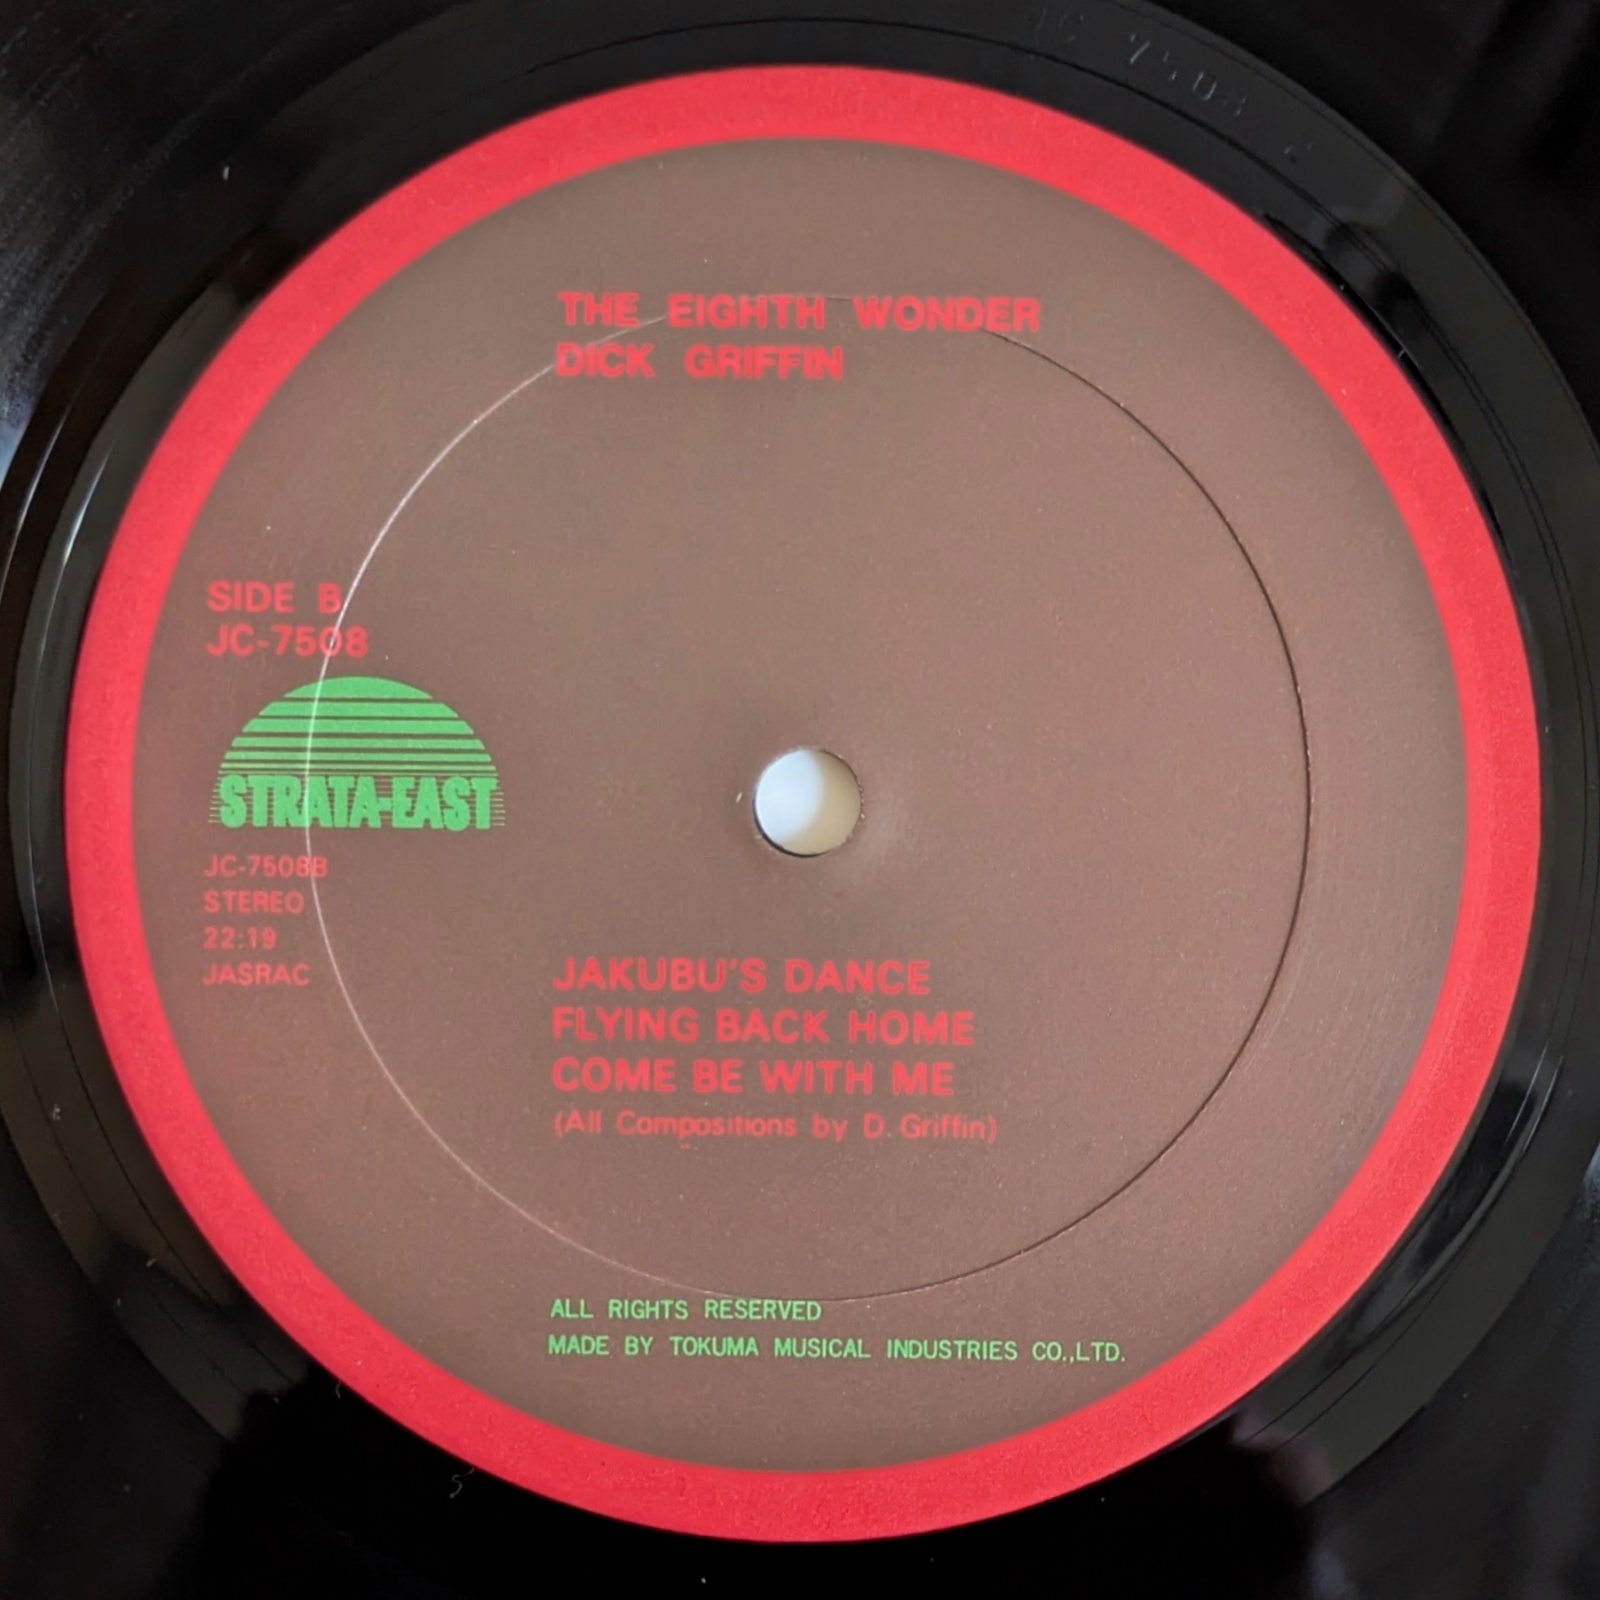 THE EIGHTH WONDER
DICK GRIFFIN
SIDE B
JC-7508
STRATA-EAST
JC-7508B
STEREO
22:19
JASRAC
JAKUBU'S DANCE
FLYING BACK HOME
COME BE WITH ME
(All Compositions by D. Griffin)
ALL RIGHTS RESERVED
MADE BY TOKUMA MUSICAL INDUSTRIES CO.,LTD.